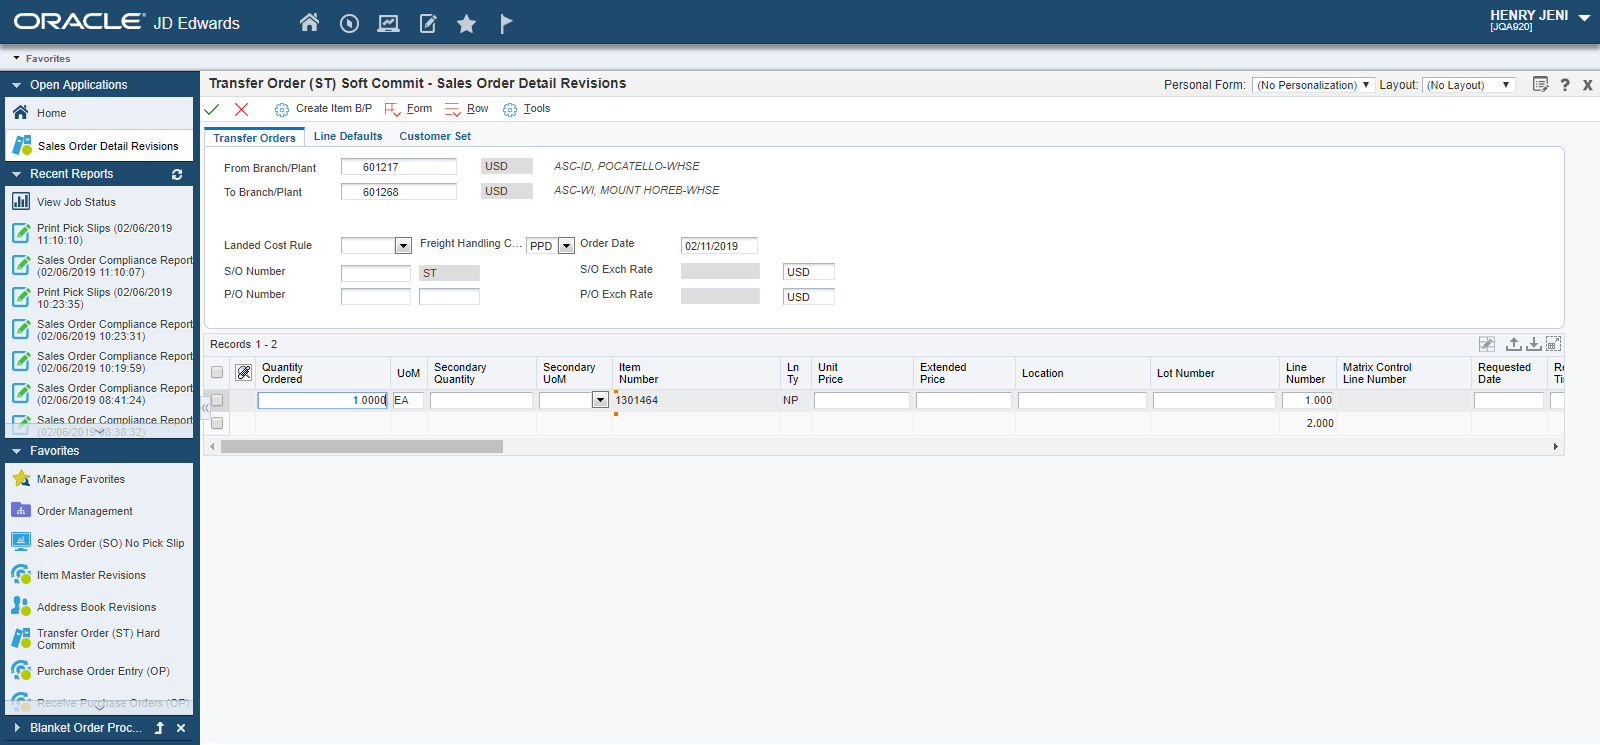 ORACLE® JD Edwards
HENRY JENI
[JQA920]
Favorites
Open Applications
Home
Sales Order Detail Revisions
Recent Reports
View Job Status
Print Pick Slips (02/06/2019
11:10:10)
Sales Order Compliance Report
(02/06/2019 11:10:07)
Print Pick Slips (02/06/2019
10:23:35)
Sales Order Compliance Report
(02/06/2019 10:23:31)
Sales Order Compliance Report
(02/06/2019 10:19:59)
Sales Order Compliance Report
(02/06/2019 08:41:24)
Sales Order Compliance Report
(02/06/2019 08:38:32)
Favorites
Manage Favorites
Order Management
Sales Order (SO) No Pick Slip
Item Master Revisions
Address Book Revisions
Transfer Order (ST) Hard
Commit
Purchase Order Entry (OP)
Receive Purchase Orders (OP)
Blanket Order Proc...
Transfer Order (ST) Soft Commit - Sales Order Detail Revisions
Personal Form: (No Personalization) Layout: (No Layout)
Create Item B/P Form Row Tools
Transfer Orders Line Defaults Customer Set
From Branch/Plant 601217 USD ASC-ID, POCATELLO-WHSE
To Branch/Plant 601268 USD ASC-WI, MOUNT HOREB-WHSE
Landed Cost Rule Freight Handling C... PPD Order Date 02/11/2019
S/O Number ST S/O Exch Rate USD
P/O Number P/O Exch Rate USD
Records 1 - 2
Quantity Ordered UoM Secondary Quantity Secondary UoM Item Number Ln Ty Unit Price Extended Price Location Lot Number Line Number Matrix Control Line Number Requested Date Re Ti
1.0000 EA 1301464 NP 1.000
2.000